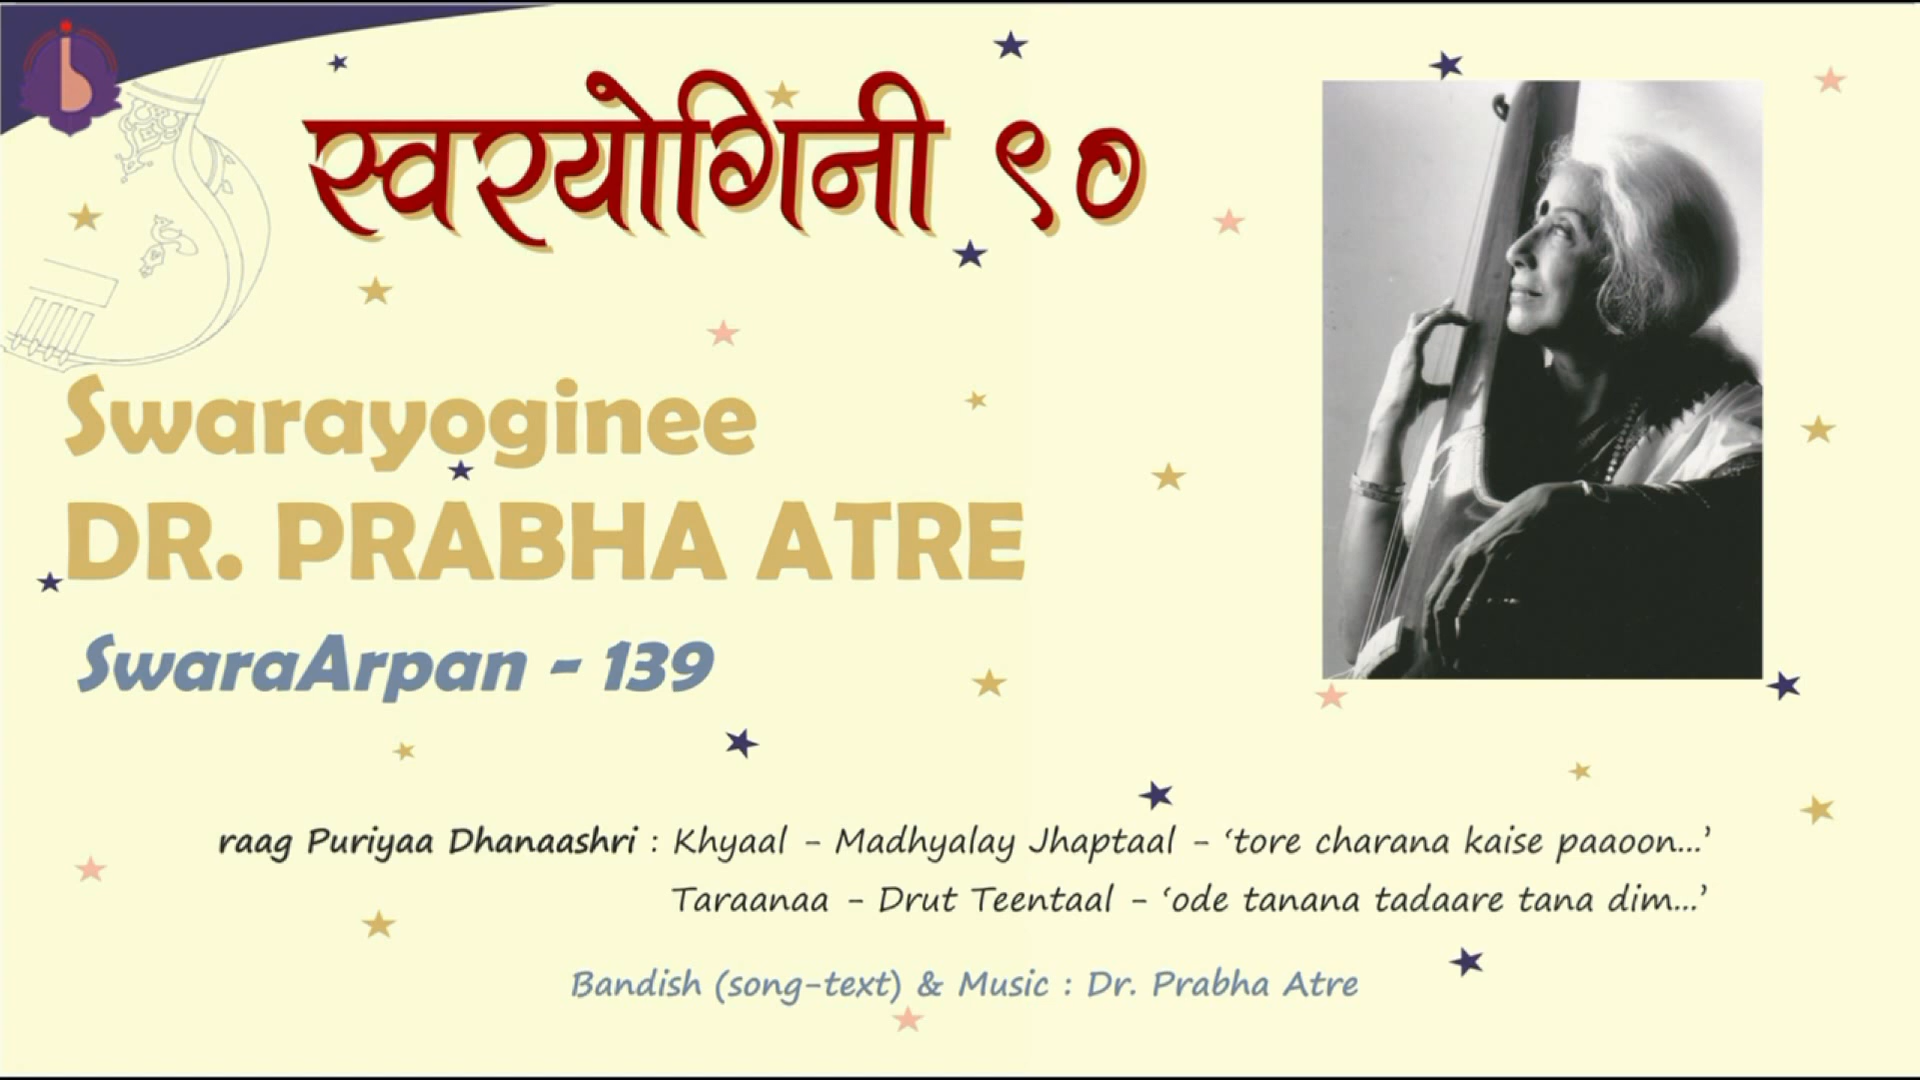 स्वरयोगिनी ९०
Swarayoginee
DR. PRABHA ATRE
SwaraArpan - 139
raag Puriyaa Dhanaashri : Khyaal - Madhyalay Jhaptaal - ‘tore charana kaise paaoon...’
Taraanaa - Drut Teentaal - ‘ode tanana tadaare tana dim...’
Bandish (song-text) & Music : Dr. Prabha Atre